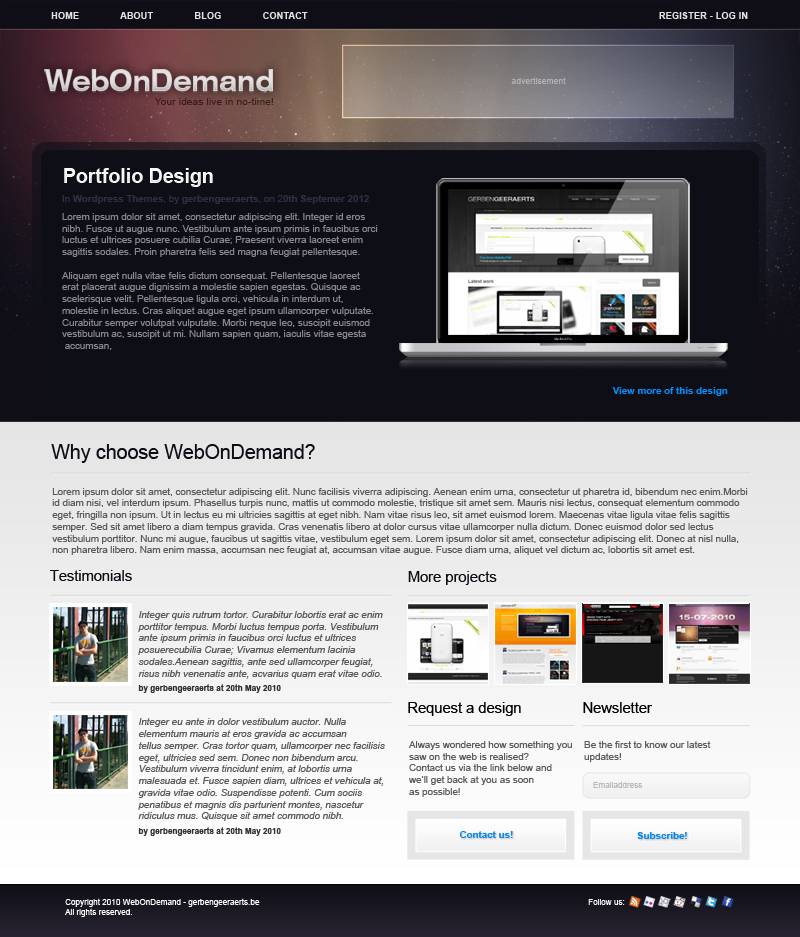 HOME ABOUT BLOG CONTACT REGISTER - LOG IN
WebOnDemand
Your ideas live in no-time!
advertisement
Portfolio Design
In Wordpress Themes, by gerbengeeraerts, on 20th Septemer 2012
Lorem ipsum dolor sit amet, consectetur adipiscing elit. Integer id eros
nibh. Fusce ut augue nunc. Vestibulum ante ipsum primis in faucibus orci
luctus et ultrices posuere cubilia Curae; Praesent viverra laoreet enim
sagittis sodales. Proin pharetra felis sed magna feugiat pellentesque.
Aliquam eget nulla vitae felis dictum consequat. Pellentesque laoreet
erat placerat augue dignissim a molestie sapien egestas. Quisque ac
scelerisque velit. Pellentesque ligula orci, vehicula in interdum ut,
molestie in lectus. Cras aliquet augue eget ipsum ullamcorper vulputate.
Curabitur semper volutpat vulputate. Morbi neque leo, suscipit euismod
vestibulum ac, suscipit ut mi. Nullam sapien quam, iaculis vitae egesta
accumsan,
GERBENGEERAERTS
Latest work
View more of this design
Why choose WebOnDemand?
Lorem ipsum dolor sit amet, consectetur adipiscing elit. Nunc facilisis viverra adipiscing. Aenean enim urna, consectetur ut pharetra id, bibendum nec enim.Morbi
id diam nisi, vel interdum ipsum. Phasellus turpis nunc, mattis ut commodo molestie, tristique sit amet sem. Mauris nisi lectus, consequat elementum commodo
eget, fringilla non ipsum. Ut in lectus eu mi ultricies sagittis at eget nibh. Nam vitae risus leo, sit amet euismod lorem. Maecenas vitae ligula vitae felis sagittis
semper. Sed sit amet libero a diam tempus gravida. Cras venenatis libero at dolor cursus vitae ullamcorper nulla dictum. Donec euismod dolor sed lectus
vestibulum porttitor. Nunc mi augue, faucibus ut sagittis vitae, vestibulum eget sem. Lorem ipsum dolor sit amet, consectetur adipiscing elit. Donec at nisl nulla,
non pharetra libero. Nam enim massa, accumsan nec feugiat at, accumsan vitae augue. Fusce diam urna, aliquet vel dictum ac, lobortis sit amet est.
Testimonials
Integer quis rutrum tortor. Curabitur lobortis erat ac enim
porttitor tempus. Morbi luctus tempus porta. Vestibulum
ante ipsum primis in faucibus orci luctus et ultrices
posuerecubilia Curae; Vivamus elementum lacinia
sodales.Aenean sagittis, ante sed ullamcorper feugiat,
risus nibh venenatis ante, acvarius quam erat vitae odio.
by gerbengeeraerts at 20th May 2010
Integer eu ante in dolor vestibulum auctor. Nulla
elementum mauris at eros gravida ac accumsan
tellus semper. Cras tortor quam, ullamcorper nec facilisis
eget, ultricies sed sem. Donec non bibendum arcu.
Vestibulum viverra tincidunt enim, at lobortis urna
malesuada et. Fusce sapien diam, ultrices et vehicula at,
gravida vitae odio. Suspendisse potenti. Cum sociis
penatibus et magnis dis parturient montes, nascetur
ridiculus mus. Quisque sit amet commodo nibh.
by gerbengeeraerts at 20th May 2010
More projects
15-07-2010
Request a design
Always wondered how something you
saw on the web is realised?
Contact us via the link below and
we'll get back at you as soon
as possible!
Contact us!
Newsletter
Be the first to know our latest
updates!
Emailaddress
Subscribe!
Copyright 2010 WebOnDemand - gerbengeeraerts.be
All rights reserved.
Follow us: